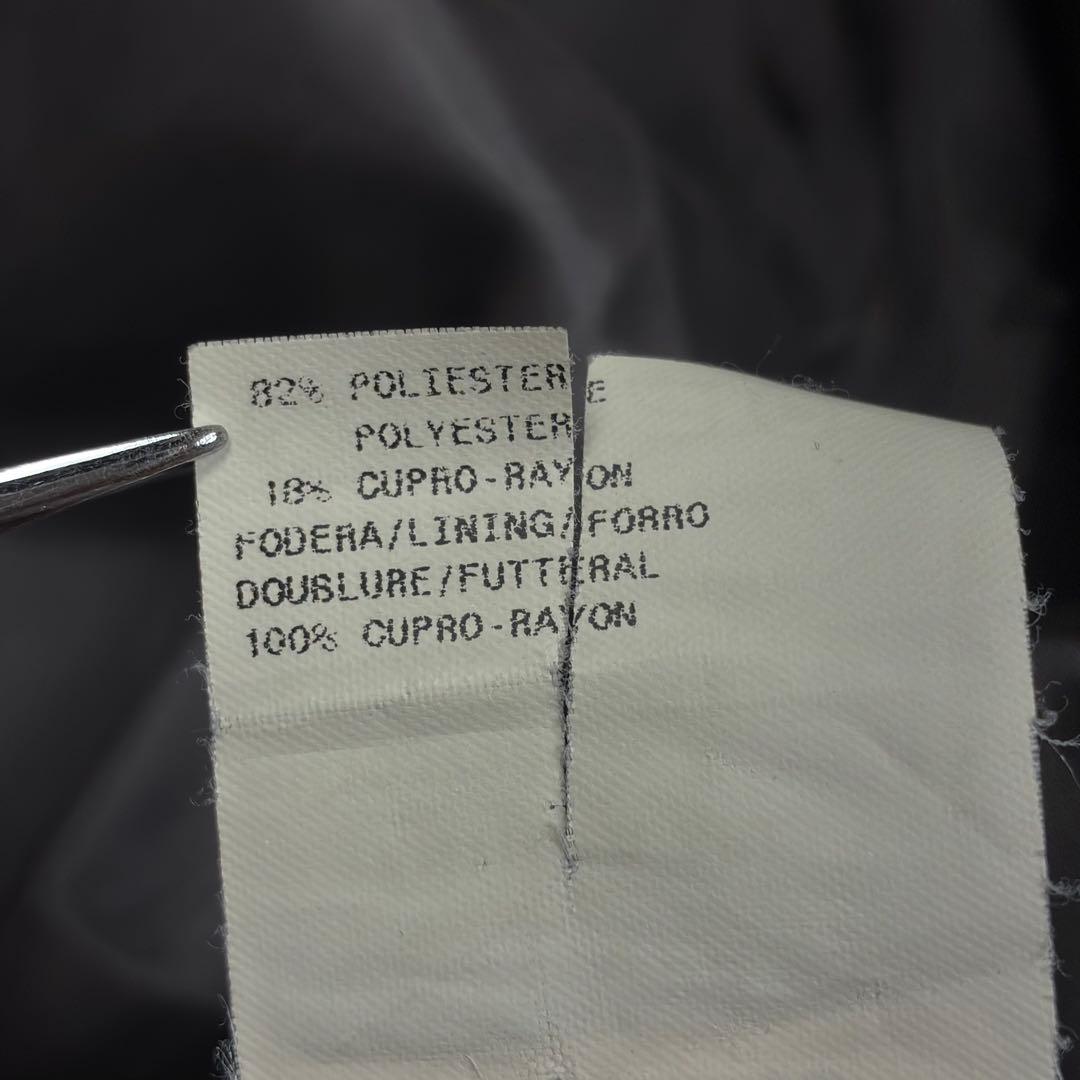 82% POLIESTERE
POLYESTER
18% CUPRO-RAYON
FODERA/LINING/FORRO
DOUBLURE/FUTTERAL
100% CUPRO-RAYON